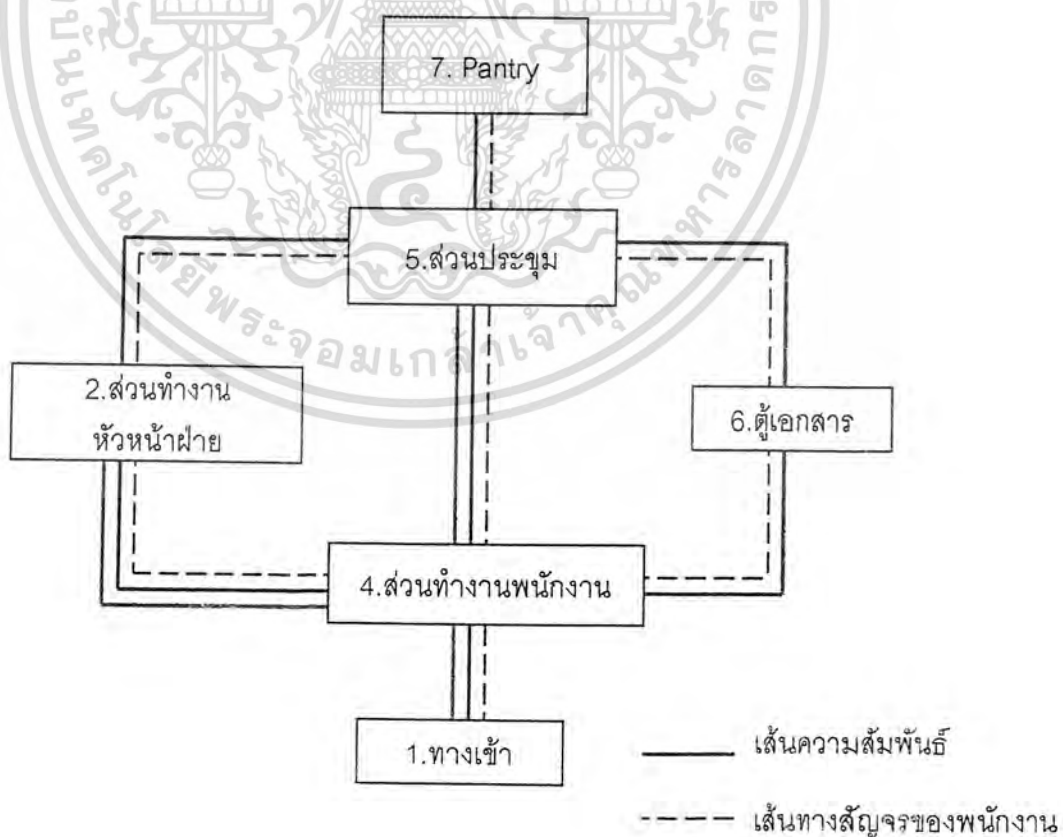 7. Pantry
5.ส่วนประชุม
2.ส่วนทำงาน
หัวหน้าฝ่าย
6.ตู้เอกสาร
4.ส่วนทำงานพนักงาน
1.ทางเข้า
เส้นความสัมพันธ์
เส้นทางสัญจรของพนักงาน